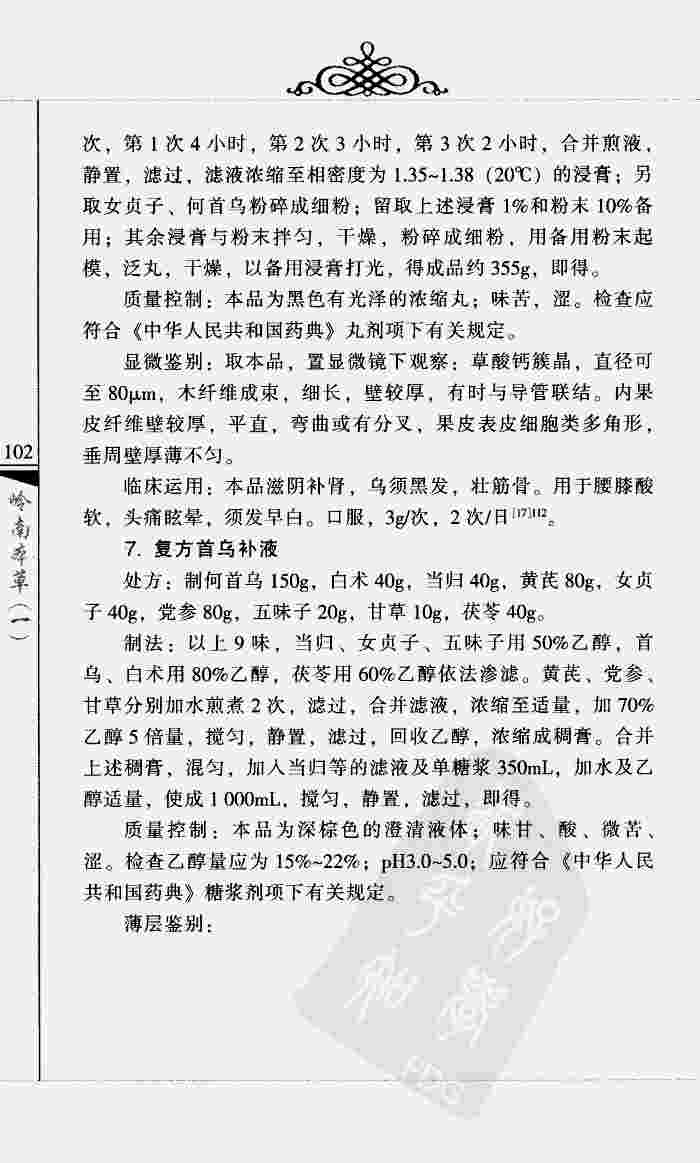 次，第 1 次 4 小时，第 2 次 3 小时，第 3 次 2 小时，合并煎液，
静置，滤过，滤液浓缩至相密度为 1.35~1.38（20℃）的浸膏；另
取女贞子、何首乌粉碎成细粉；留取上述浸膏 1%和粉末 10%备
用；其余浸膏与粉末拌匀，干燥，粉碎成细粉，用备用粉末起
模，泛丸，干燥，以备用浸膏打光，得成品约 355g，即得。
质量控制：本品为黑色有光泽的浓缩丸；味苦，涩。检查应
符合《中华人民共和国药典》丸剂项下有关规定。
显微鉴别：取本品，置显微镜下观察：草酸钙簇晶，直径可
至 80μm，木纤维成束，细长，壁较厚，有时与导管联结。内果
皮纤维壁较厚，平直，弯曲或有分叉，果皮表皮细胞类多角形，
垂周壁厚薄不匀。
临床运用：本品滋阴补肾，乌须黑发，壮筋骨。用于腰膝酸
软，头痛眩晕，须发早白。口服，3g/次，2 次/日[17]112。
7. 复方首乌补液
处方：制何首乌 150g，白术 40g，当归 40g，黄芪 80g，女贞
子 40g，党参 80g，五味子 20g，甘草 10g，茯苓 40g。
制法：以上 9 味，当归、女贞子、五味子用 50%乙醇，首
乌、白术用 80%乙醇，茯苓用 60%乙醇依法渗滤。黄芪、党参、
甘草分别加水煎煮 2 次，滤过，合并滤液，浓缩至适量，加 70%
乙醇 5 倍量，搅匀，静置，滤过，回收乙醇，浓缩成稠膏。合并
上述稠膏，混匀，加入当归等的滤液及单糖浆 350mL，加水及乙
醇适量，使成 1 000mL，搅匀，静置，滤过，即得。
质量控制：本品为深棕色的澄清液体；味甘、酸、微苦、
涩。检查乙醇量应为 15%~22%；pH3.0~5.0；应符合《中华人民
共和国药典》糖浆剂项下有关规定。
薄层鉴别：
102
岭南本草（一）